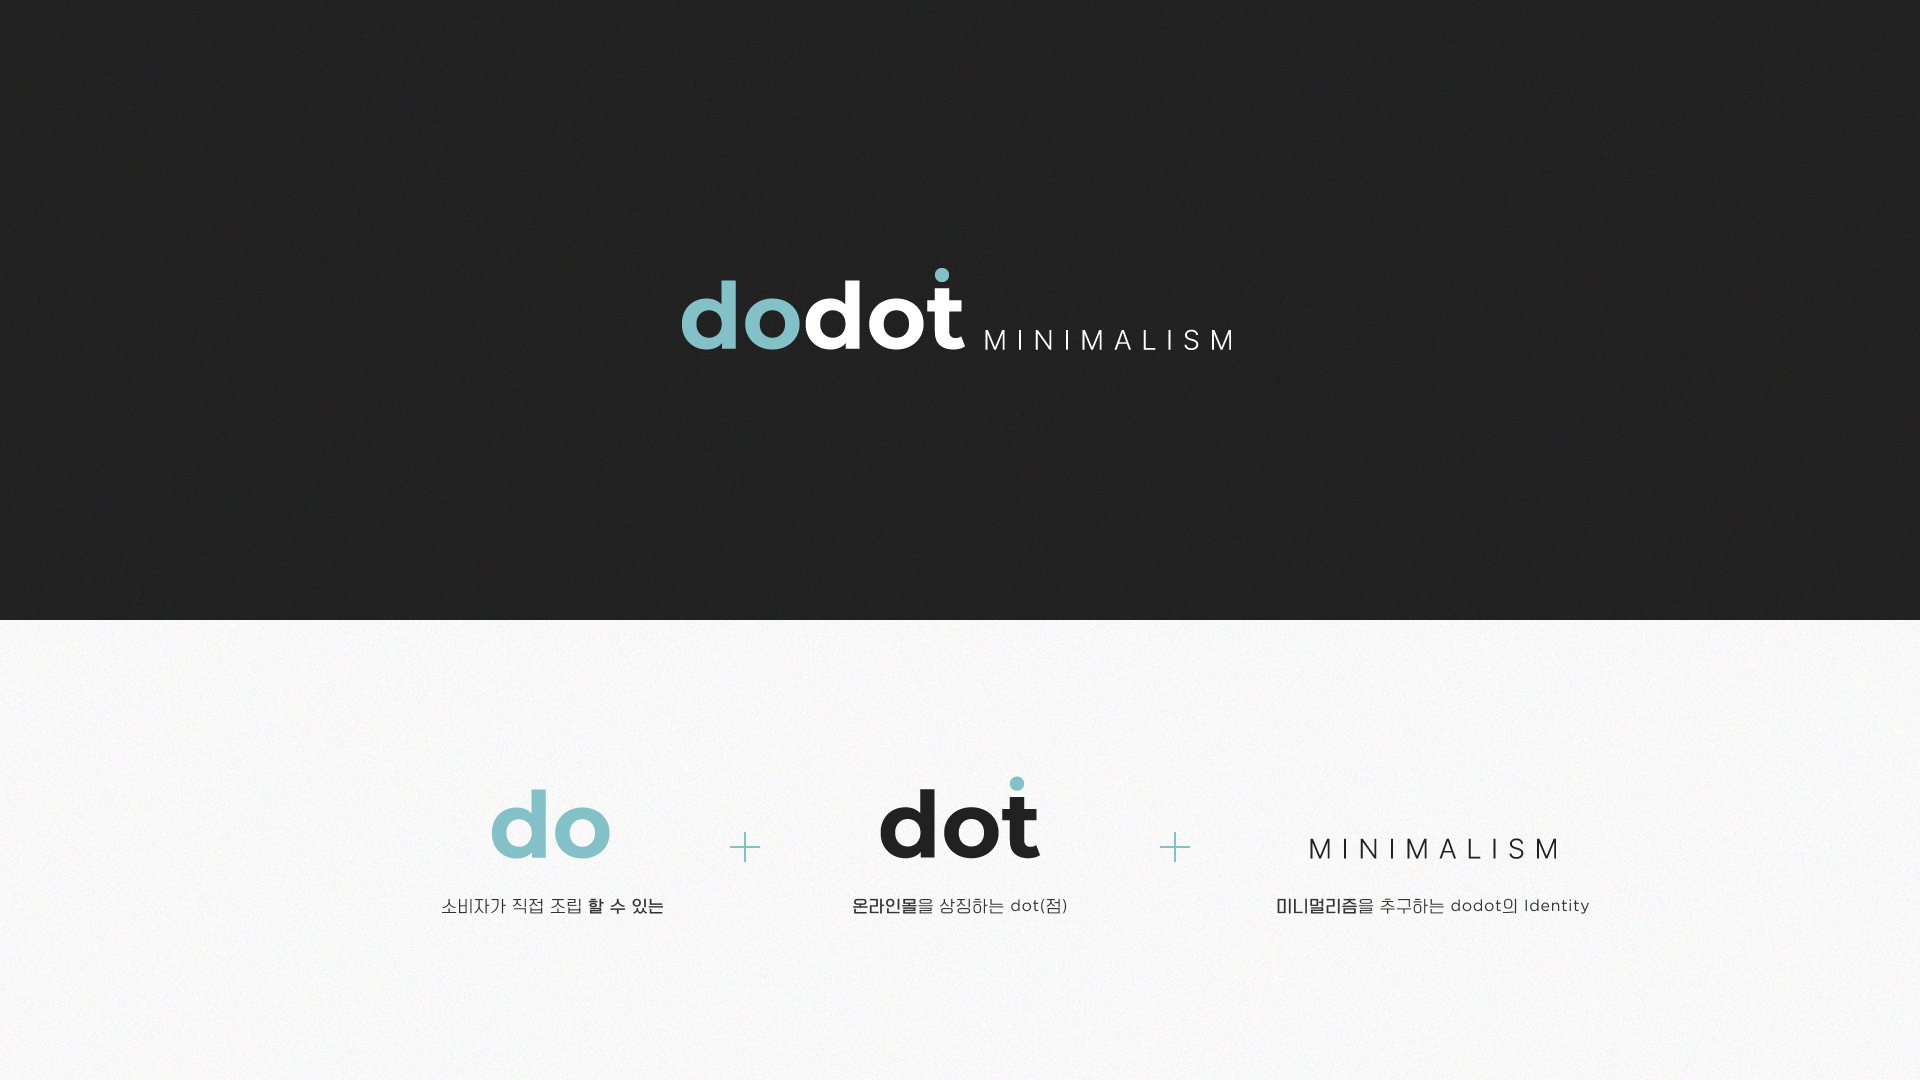 dodot MINIMALISM
do + dot + MINIMALISM
소비자가 직접 조립 할 수 있는
온라인몰을 상징하는 dot(점)
미니멀리즘을 추구하는 dodot의 Identity